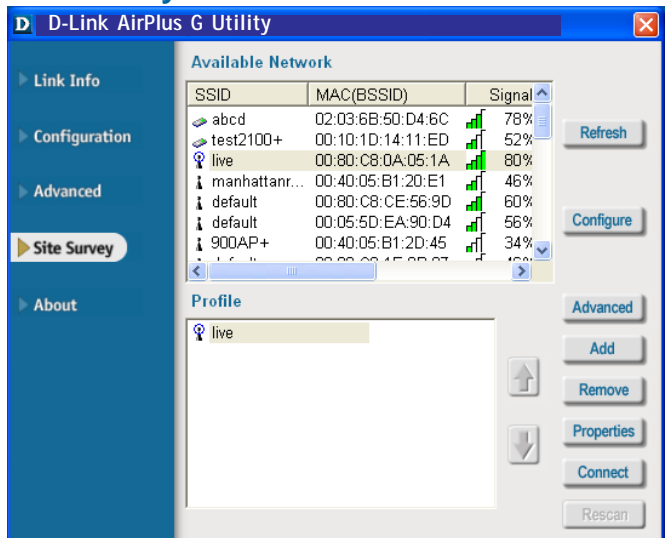 D D-Link AirPlus G Utility
Link Info
Configuration
Advanced
Site Survey
About
Available Network
SSID MAC(BSSID) Signal
abcd 02:03:6B:50:D4:6C 78%
test2100+ 00:10:1D:14:11:ED 52%
live 00:80:C8:0A:05:1A 80%
manhattanr... 00:40:05:B1:20:E1 46%
default 00:80:C8:CE:56:9D 60%
default 00:05:5D:EA:90:D4 56%
900AP+ 00:40:05:B1:2D:45 34%
Refresh
Configure
Profile
live
Advanced
Add
Remove
Properties
Connect
Rescan